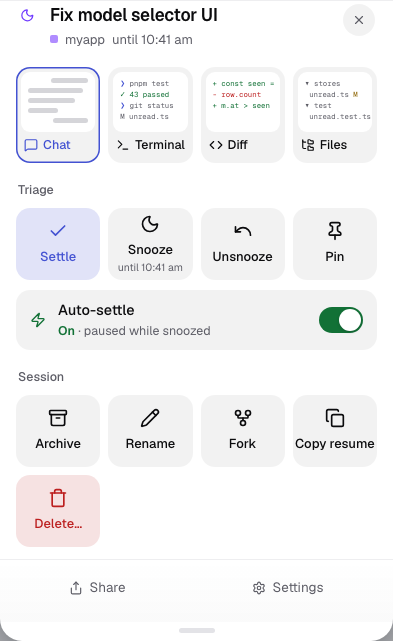 Fix model selector UI
myapp until 10:41 am
❯ pnpm test
✓ 43 passed
❯ git status
M unread.ts
+ const seen =
- row.count
+ m.at > seen
▾ stores
unread.ts M
▾ test
unread.test.ts
Chat
Terminal
Diff
Files
Triage
Settle
Snooze
until 10:41 am
Unsnooze
Pin
Auto-settle
On · paused while snoozed
Session
Archive
Rename
Fork
Copy resume
Delete...
Share
Settings